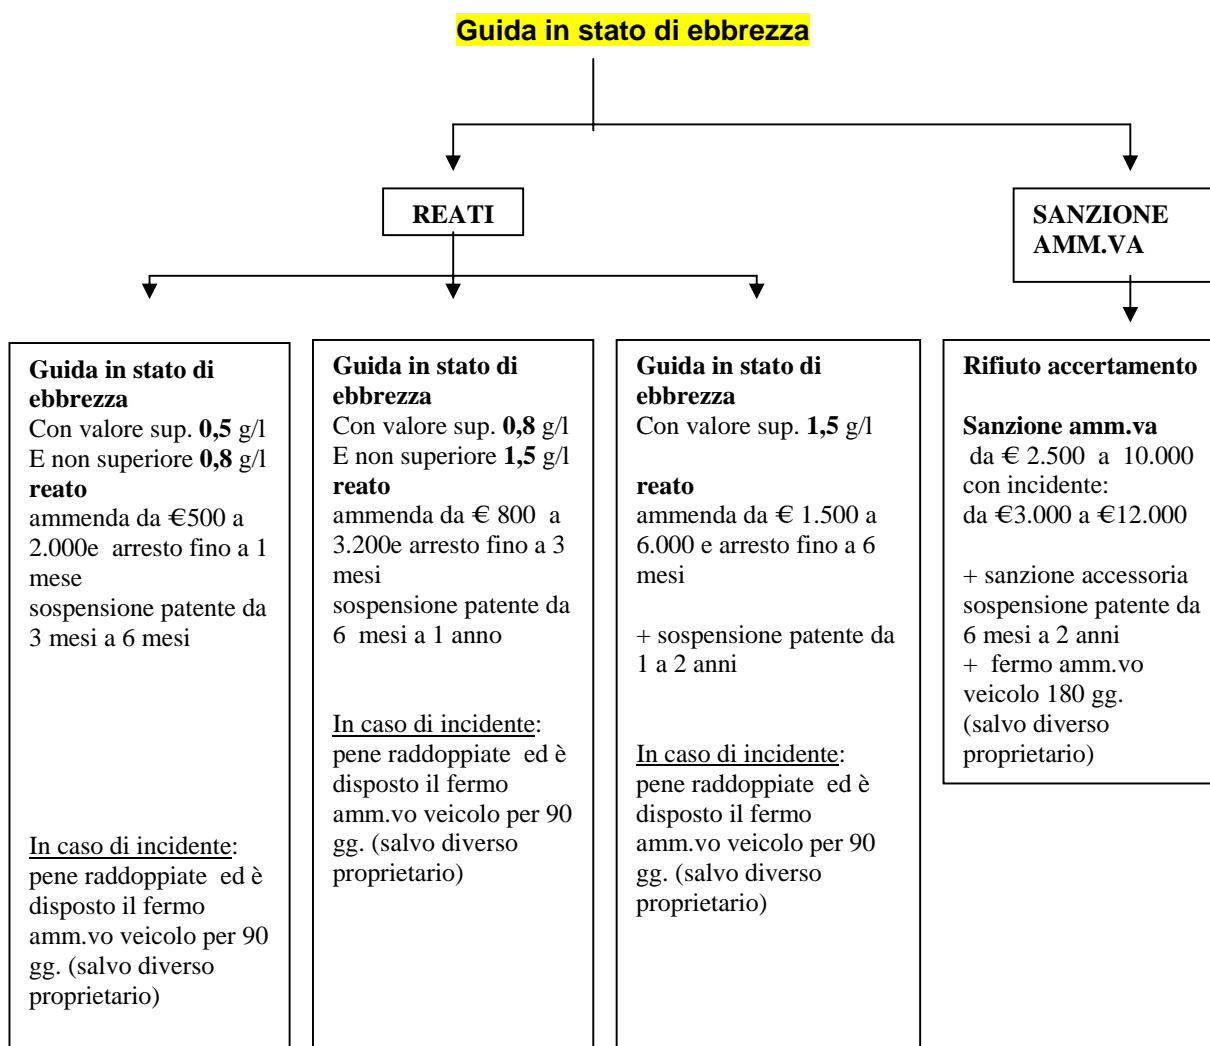 Guida in stato di ebbrezza
REATI
SANZIONE
AMM.VA
Guida in stato di
ebbrezza
Con valore sup. 0,5 g/l
E non superiore 0,8 g/l
reato
ammenda da €500 a
2.000e  arresto fino a 1
mese
sospensione patente da
3 mesi a 6 mesi
In caso di incidente:
pene raddoppiate  ed è
disposto il fermo
amm.vo veicolo per 90
gg. (salvo diverso
proprietario)
Guida in stato di
ebbrezza
Con valore sup. 0,8 g/l
E non superiore 1,5 g/l
reato
ammenda da € 800  a
3.200e arresto fino a 3
mesi
sospensione patente da
6  mesi a 1 anno
In caso di incidente:
pene raddoppiate  ed è
disposto il fermo
amm.vo veicolo per 90
gg. (salvo diverso
proprietario)
Guida in stato di
ebbrezza
Con valore sup. 1,5 g/l
reato
ammenda da € 1.500 a
6.000 e arresto fino a 6
mesi
+ sospensione patente da
1 a 2 anni
In caso di incidente:
pene raddoppiate  ed è
disposto il fermo
amm.vo veicolo per 90
gg. (salvo diverso
proprietario)
Rifiuto accertamento
Sanzione amm.va
da € 2.500  a  10.000
con incidente:
da €3.000 a €12.000
+ sanzione accessoria
sospensione patente da
6 mesi a 2 anni
+  fermo amm.vo
veicolo 180 gg.
(salvo diverso
proprietario)